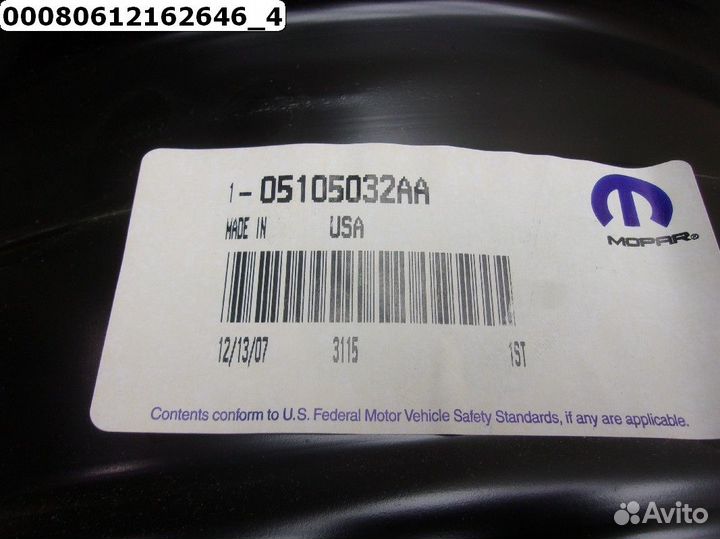 00080612162646_4
1-05105032AA
MOPAR®
MADE IN USA
12/13/07 3115 1ST
Contents conform to U.S. Federal Motor Vehicle Safety Standards, if any are applicable.
Avito